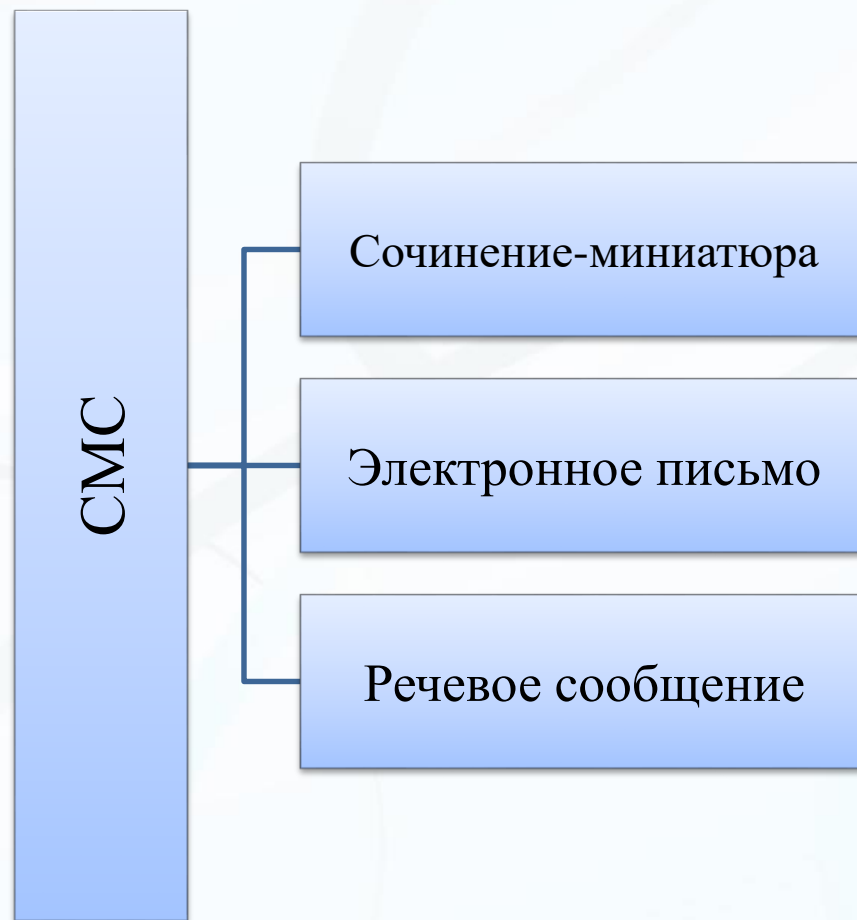 СМС
Сочинение-миниатюра
Электронное письмо
Речевое сообщение